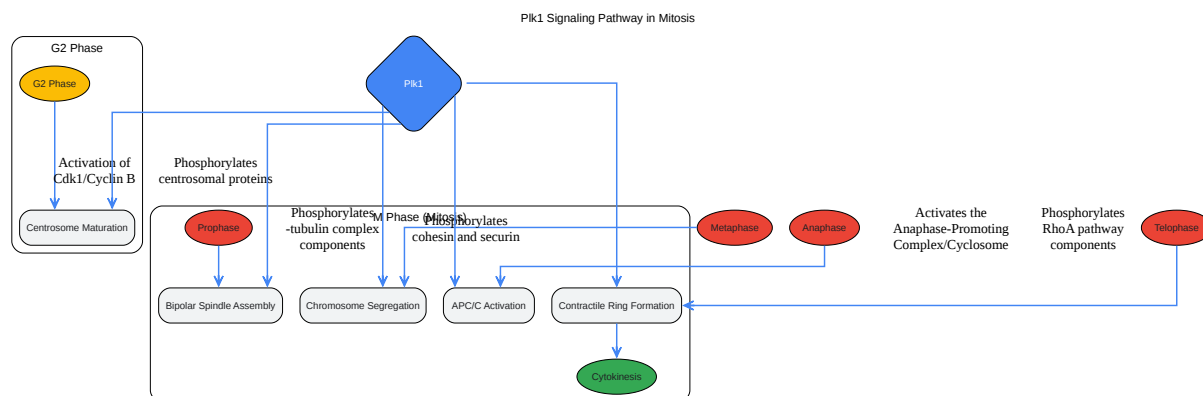 Plk1 Signaling Pathway in Mitosis
G2 Phase
G2 Phase
Plk1
Activation of
Cdk1/Cyclin B
Phosphorylates
centrosomal proteins
Centrosome Maturation
M Phase (Mitosis)
Prophase
Phosphorylates
-tubulin complex
components
Phosphorylates
cohesin and securin
Metaphase
Anaphase
Activates the
Anaphase-Promoting
Complex/Cyclosome
Phosphorylates
RhoA pathway
components
Telophase
Bipolar Spindle Assembly
Chromosome Segregation
APC/C Activation
Contractile Ring Formation
Cytokinesis